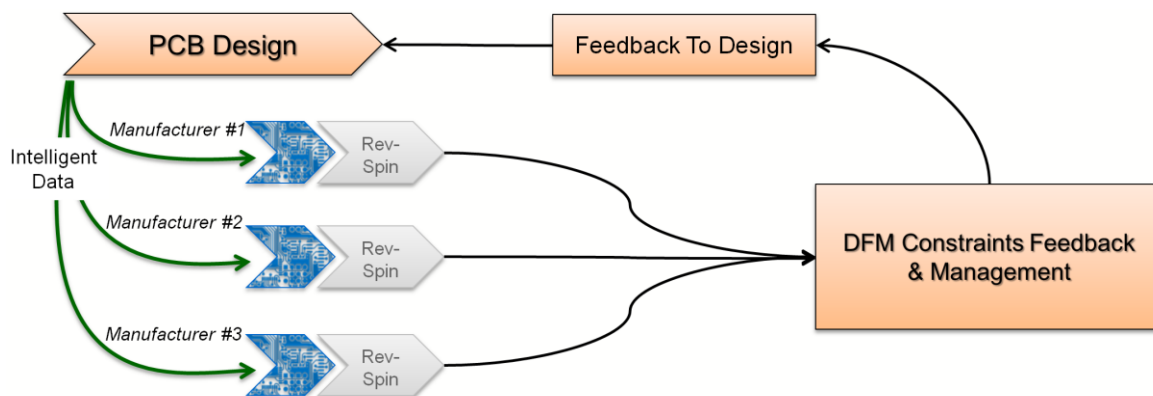 PCB Design
Feedback To Design
Manufacturer #1
Rev-
Spin
Intelligent
Data
Manufacturer #2
Rev-
Spin
DFM Constraints Feedback
& Management
Manufacturer #3
Rev-
Spin